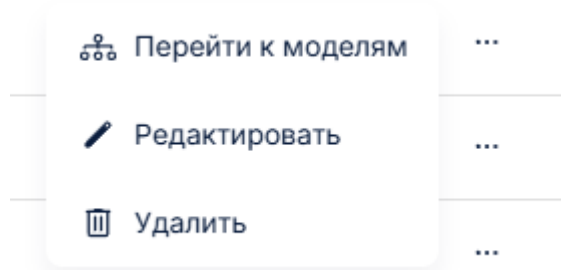 Перейти к моделям ...
Редактировать ...
Удалить ...